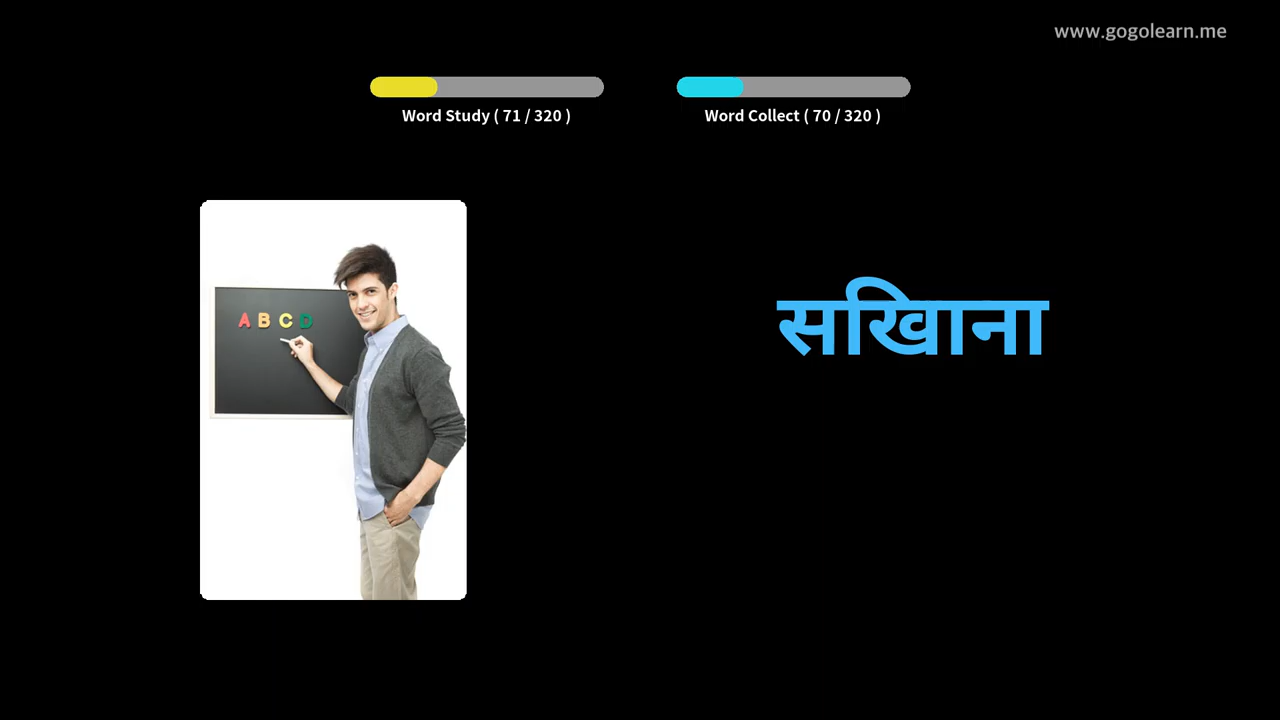 www.gogolearn.me
Word Study ( 71 / 320 )
Word Collect ( 70 / 320 )
A B C D
सखिाना